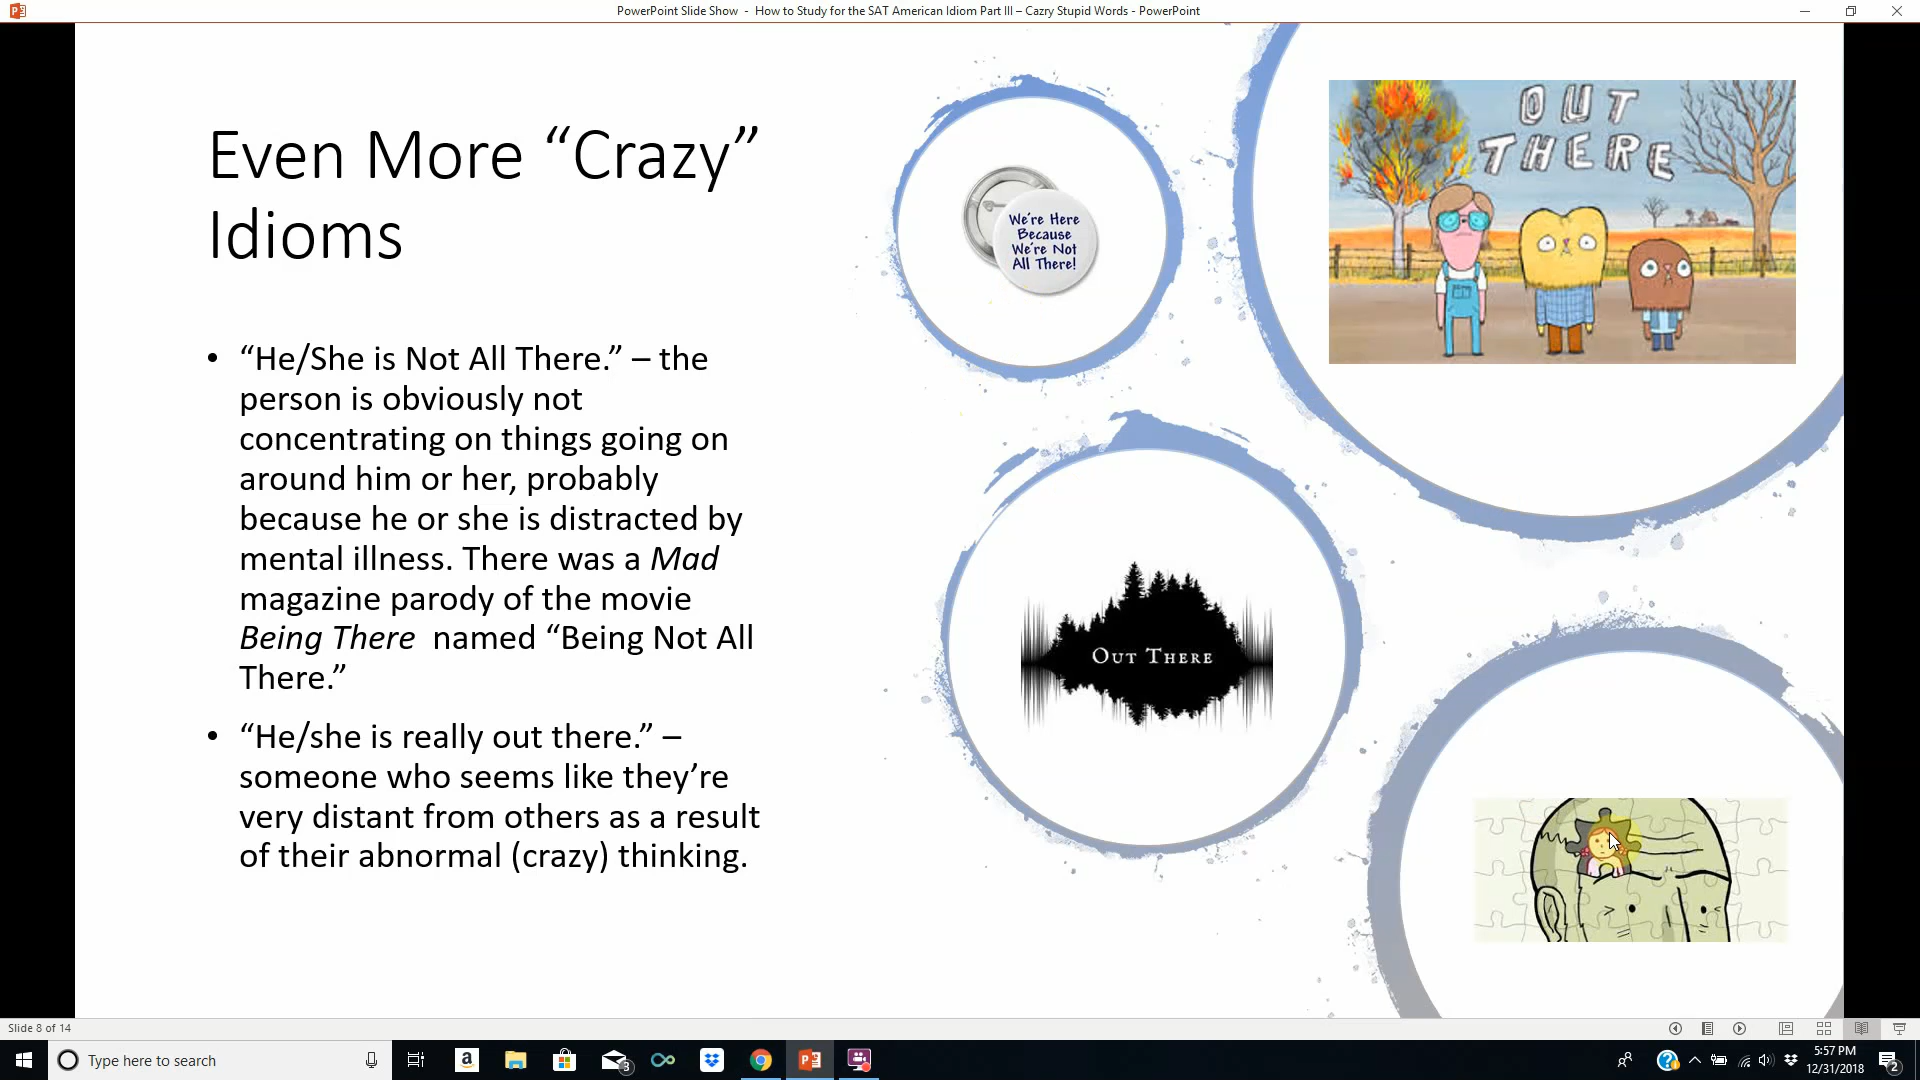 PowerPoint Slide Show - How to Study for the SAT American Idiom Part III – Cazry Stupid Words - PowerPoint
Even More “Crazy”
Idioms
• “He/She is Not All There.” – the
person is obviously not
concentrating on things going on
around him or her, probably
because he or she is distracted by
mental illness. There was a Mad
magazine parody of the movie
Being There named “Being Not All
There.”
• “He/she is really out there.” –
someone who seems like they’re
very distant from others as a result
of their abnormal (crazy) thinking.
We're Here
Because
We're Not
All There!
OUT
THERE
OUT THERE
Slide 8 of 14
Type here to search
3
5:57 PM
12/31/2018
2